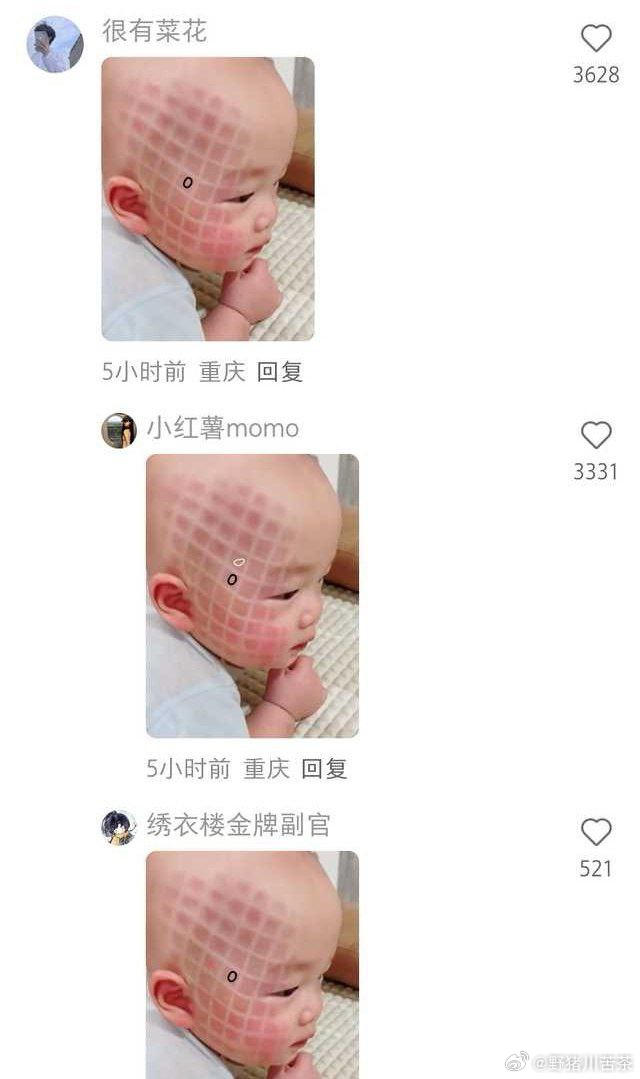 很有菜花
3628
5小时前 重庆 回复
小红薯momo
3331
5小时前 重庆 回复
绣衣楼金牌副官
521
@野猪川苦茶